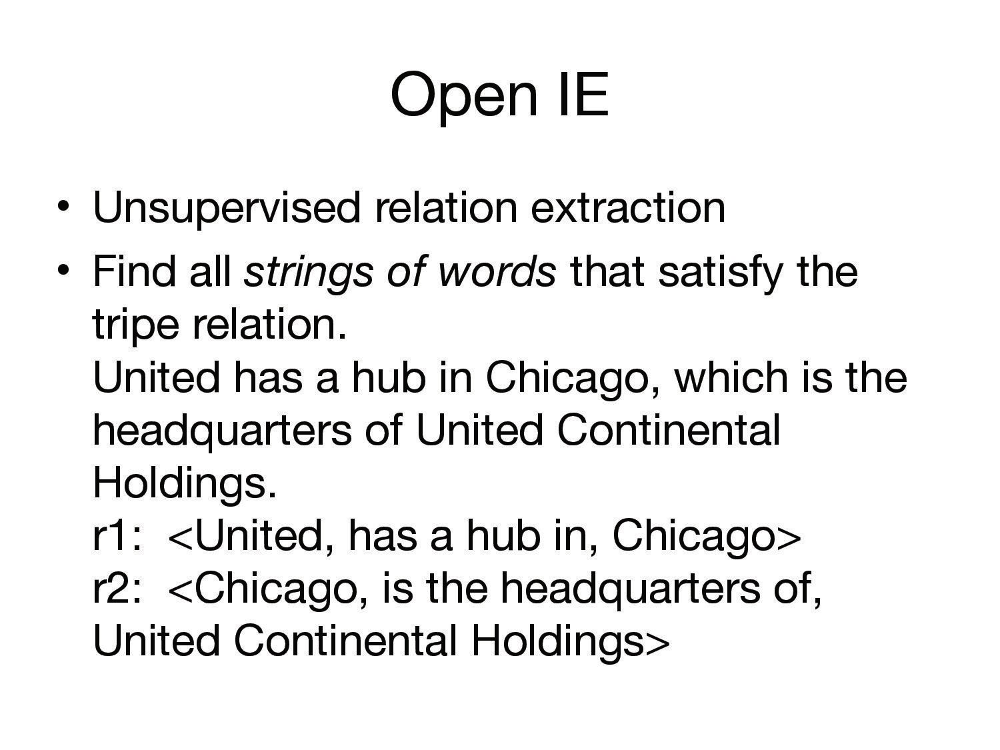 Open IE
• Unsupervised relation extraction
• Find all strings of words that satisfy the
tripe relation.
United has a hub in Chicago, which is the
headquarters of United Continental
Holdings.
r1: <United, has a hub in, Chicago>
r2: <Chicago, is the headquarters of,
United Continental Holdings>